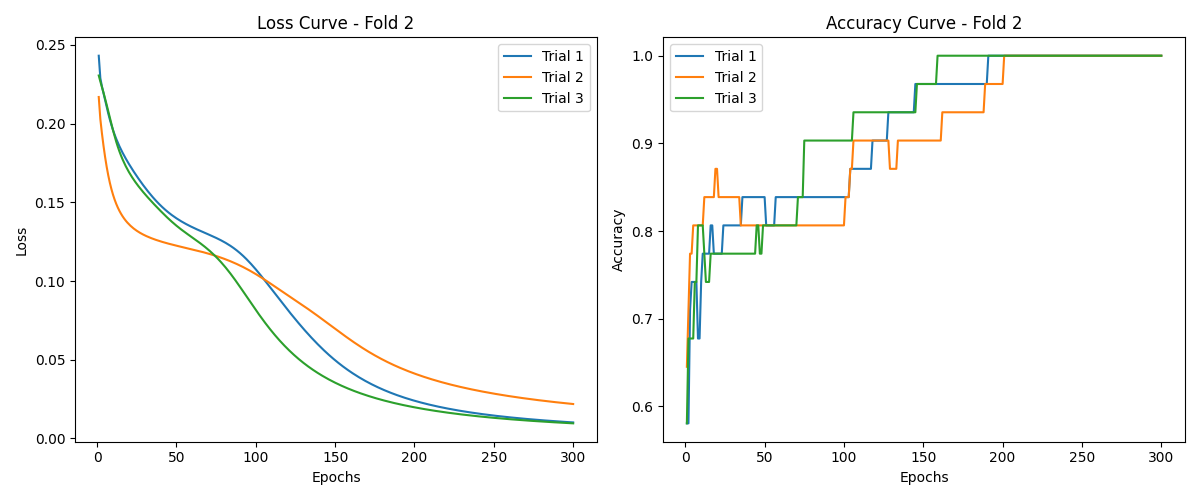 Loss Curve - Fold 2
Loss
0.25
0.20
0.15
0.10
0.05
0.00
0
50
100
150
200
250
300
Epochs
Trial 1
Trial 2
Trial 3
Accuracy Curve - Fold 2
Accuracy
1.0
0.9
0.8
0.7
0.6
0
50
100
150
200
250
300
Epochs
Trial 1
Trial 2
Trial 3